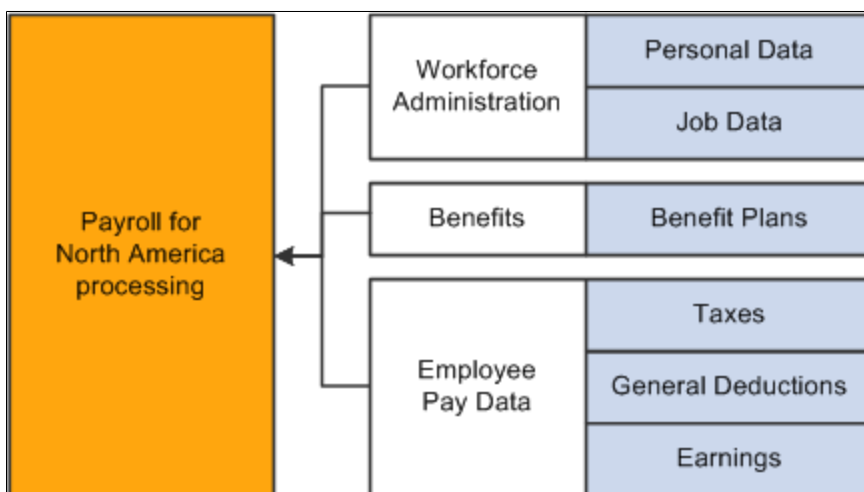 Payroll for
North America
processing
Workforce
Administration
Personal Data
Job Data
Benefits
Benefit Plans
Employee
Pay Data
Taxes
General Deductions
Earnings